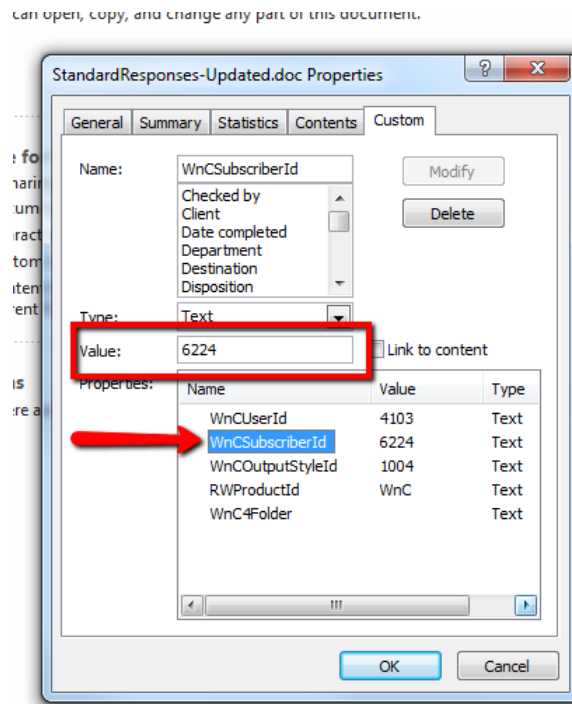 can open, copy, and change any part of this document.
StandardResponses-Updated.doc Properties
General Summary Statistics Contents Custom
Name: WnCSubscriberId Modify
Checked by
Client
Date completed
Department
Destination
Disposition
Delete
Type: Text
Value: 6224 Link to content
Properties:
Name Value Type
WnCUserId 4103 Text
WnCSubscriberId 6224 Text
WnCOutputStyleId 1004 Text
RWProductId WnC Text
WnC4Folder Text
OK Cancel